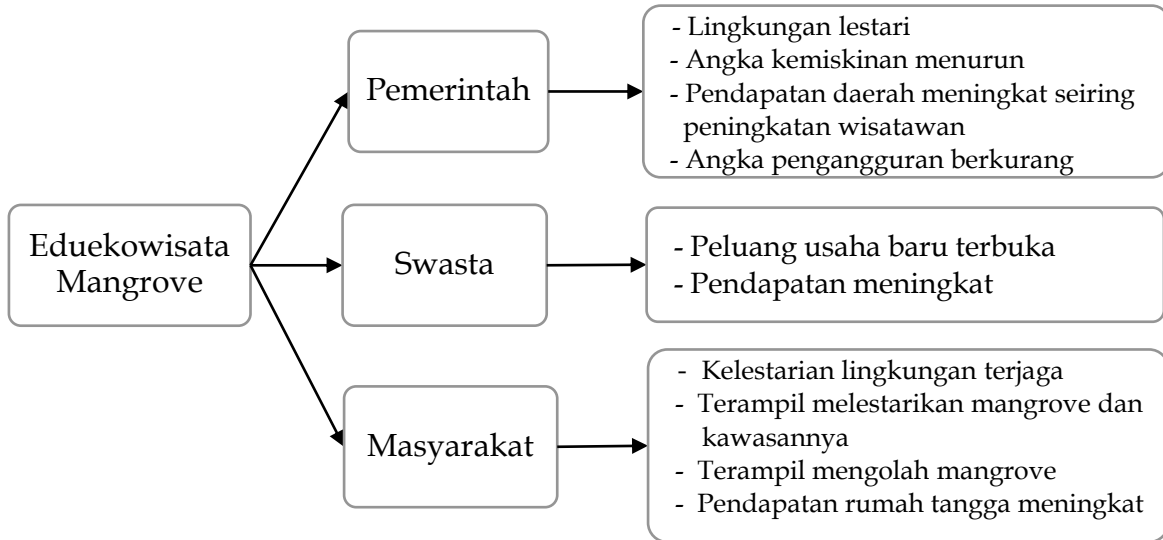 Eduekowisata
Mangrove
Pemerintah
- Lingkungan lestari
- Angka kemiskinan menurun
- Pendapatan daerah meningkat seiring
peningkatan wisatawan
- Angka pengangguran berkurang
Swasta
- Peluang usaha baru terbuka
- Pendapatan meningkat
Masyarakat
- Kelestarian lingkungan terjaga
- Terampil melestarikan mangrove dan
kawasannya
- Terampil mengolah mangrove
- Pendapatan rumah tangga meningkat